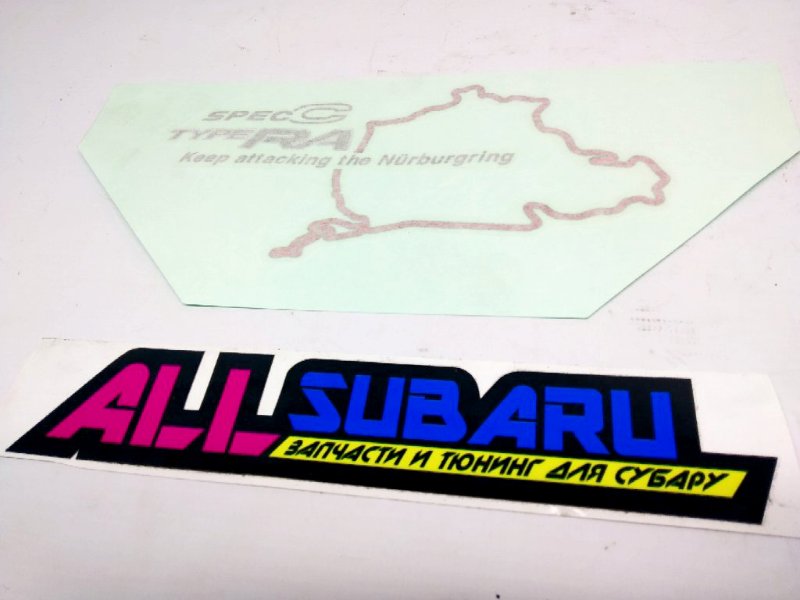 SPEC C
TYPE RA
Keep attacking the Nürburgring
ALL SUBARU
ЗАПЧАСТИ И ТЮНИНГ ДЛЯ СУБАРУ